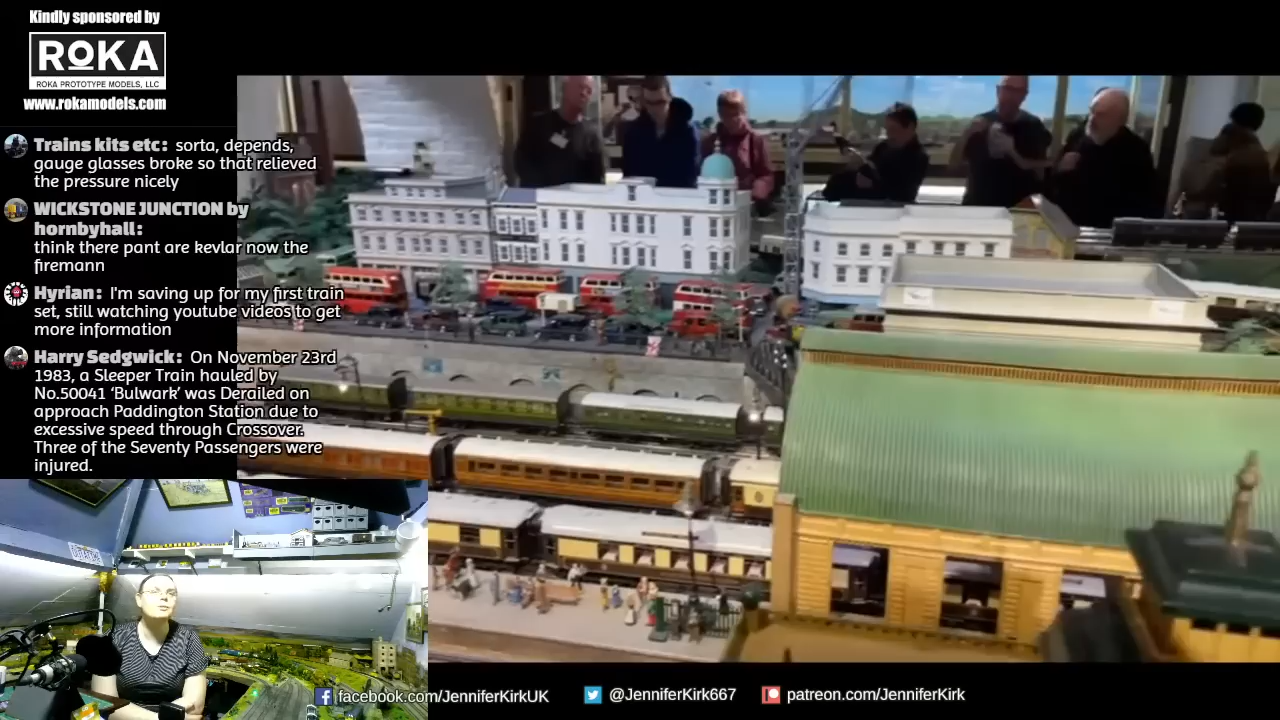 Kindly sponsored by
ROKA
ROKA PROTOTYPE MODELS, LLC
www.rokamodels.com
Trains kits etc: sorta, depends,
gauge glasses broke so that relieved
the pressure nicely
WICKSTONE JUNCTION by
hornbyhall:
think there pant are kevlar now the
firemann
Hyrian: I'm saving up for my first train
set, still watching youtube videos to get
more information
Harry Sedgwick: On November 23rd
1983, a Sleeper Train hauled by
No.50041 ‘Bulwark’ was Derailed on
approach Paddington Station due to
excessive speed through Crossover.
Three of the Seventy Passengers were
injured.
facebook.com/JenniferKirkUK
@JenniferKirk667
patreon.com/JenniferKirk